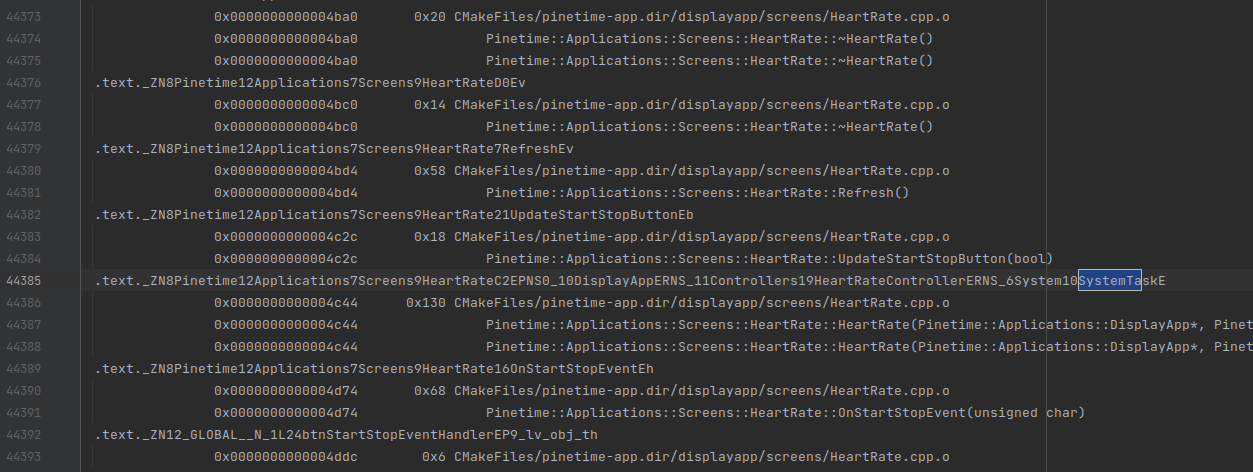 44373 0x0000000000004ba0 0x20 CMakeFiles/pinetime-app.dir/displayapp/screens/HeartRate.cpp.o
44374 0x0000000000004ba0 Pinetime::Applications::Screens::HeartRate::~HeartRate()
44375 0x0000000000004ba0 Pinetime::Applications::Screens::HeartRate::~HeartRate()
44376 .text._ZN8Pinetime12Applications7Screens9HeartRateD0Ev
44377 0x0000000000004bc0 0x14 CMakeFiles/pinetime-app.dir/displayapp/screens/HeartRate.cpp.o
44378 0x0000000000004bc0 Pinetime::Applications::Screens::HeartRate::~HeartRate()
44379 .text._ZN8Pinetime12Applications7Screens9HeartRate7RefreshEv
44380 0x0000000000004bd4 0x58 CMakeFiles/pinetime-app.dir/displayapp/screens/HeartRate.cpp.o
44381 0x0000000000004bd4 Pinetime::Applications::Screens::HeartRate::Refresh()
44382 .text._ZN8Pinetime12Applications7Screens9HeartRate21UpdateStartStopButtonEb
44383 0x0000000000004c2c 0x18 CMakeFiles/pinetime-app.dir/displayapp/screens/HeartRate.cpp.o
44384 0x0000000000004c2c Pinetime::Applications::Screens::HeartRate::UpdateStartStopButton(bool)
44385 .text._ZN8Pinetime12Applications7Screens9HeartRateC2EPNS0_10DisplayAppERNS_11Controllers19HeartRateControllerERNS_6System10SystemTaskE
44386 0x0000000000004c44 0x130 CMakeFiles/pinetime-app.dir/displayapp/screens/HeartRate.cpp.o
44387 0x0000000000004c44 Pinetime::Applications::Screens::HeartRate::HeartRate(Pinetime::Applications::DisplayApp*, Pinet
44388 0x0000000000004c44 Pinetime::Applications::Screens::HeartRate::HeartRate(Pinetime::Applications::DisplayApp*, Pinet
44389 .text._ZN8Pinetime12Applications7Screens9HeartRate16OnStartStopEventEh
44390 0x0000000000004d74 0x68 CMakeFiles/pinetime-app.dir/displayapp/screens/HeartRate.cpp.o
44391 0x0000000000004d74 Pinetime::Applications::Screens::HeartRate::OnStartStopEvent(unsigned char)
44392 .text._ZN12_GLOBAL__N_1L24btnStartStopEventHandlerEP9_lv_obj_th
44393 0x0000000000004ddc 0x6 CMakeFiles/pinetime-app.dir/displayapp/screens/HeartRate.cpp.o